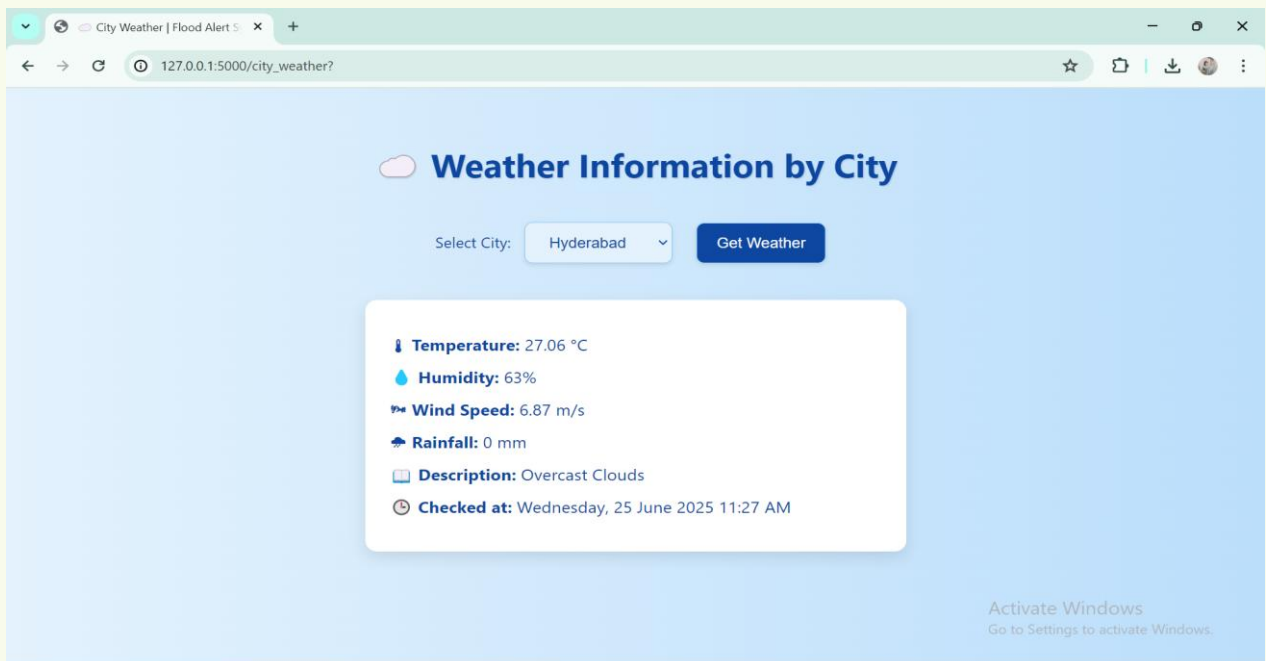 City Weather | Flood Alert S
127.0.0.1:5000/city_weather?
Weather Information by City
Select City: Hyderabad Get Weather
Temperature: 27.06 °C
Humidity: 63%
Wind Speed: 6.87 m/s
Rainfall: 0 mm
Description: Overcast Clouds
Checked at: Wednesday, 25 June 2025 11:27 AM
Activate Windows
Go to Settings to activate Windows.